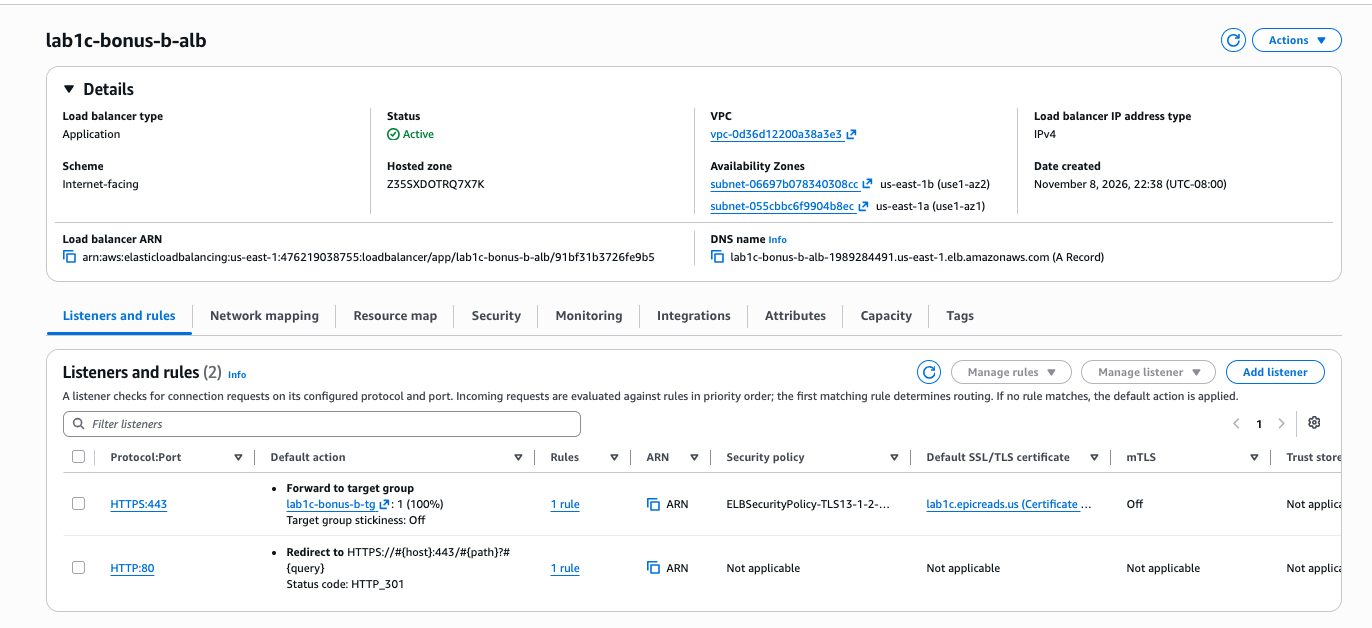 lab1c-bonus-b-alb
Actions
Details
Load balancer type
Application
Status
Active
VPC
vpc-0d36d12200a38a3e3
Load balancer IP address type
IPv4
Scheme
Internet-facing
Hosted zone
Z35SXDOTRQ7X7K
Availability Zones
subnet-06697b078340308cc us-east-1b (use1-az2)
subnet-055cbbc6f9904b8ec us-east-1a (use1-az1)
Date created
November 8, 2026, 22:38 (UTC-08:00)
Load balancer ARN
arn:aws:elasticloadbalancing:us-east-1:476219038755:loadbalancer/app/lab1c-bonus-b-alb/91bf31b3726fe9b5
DNS name Info
lab1c-bonus-b-alb-1989284491.us-east-1.elb.amazonaws.com (A Record)
Listeners and rules Network mapping Resource map Security Monitoring Integrations Attributes Capacity Tags
Listeners and rules (2) Info
Manage rules Manage listener Add listener
A listener checks for connection requests on its configured protocol and port. Incoming requests are evaluated against rules in priority order; the first matching rule determines routing. If no rule matches, the default action is applied.
Filter listeners
1
Protocol:Port Default action Rules ARN Security policy Default SSL/TLS certificate mTLS Trust store
HTTPS:443
Forward to target group
lab1c-bonus-b-tg : 1 (100%)
Target group stickiness: Off
1 rule
ARN
ELBSecurityPolicy-TLS13-1-2-...
lab1c.epicreads.us (Certificate ...
Off
Not applica
HTTP:80
Redirect to HTTPS://#{host}:443/#{path}?#
{query}
Status code: HTTP_301
1 rule
ARN
Not applicable
Not applicable
Not applicable
Not applica